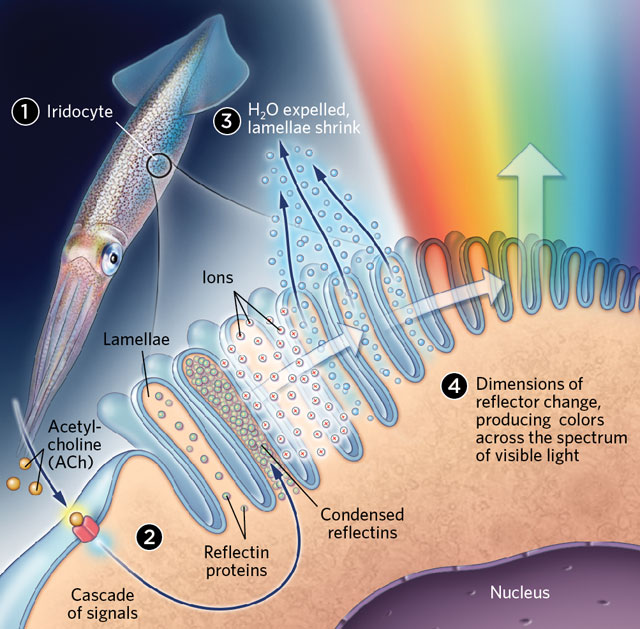 1 Iridocyte
3 H₂O expelled,
lamellae shrink
Ions
Lamellae
Acetyl-
choline
(ACh)
4 Dimensions of
reflector change,
producing colors
across the spectrum
of visible light
2
Condensed
reflectins
Reflectin
proteins
Cascade
of signals
Nucleus